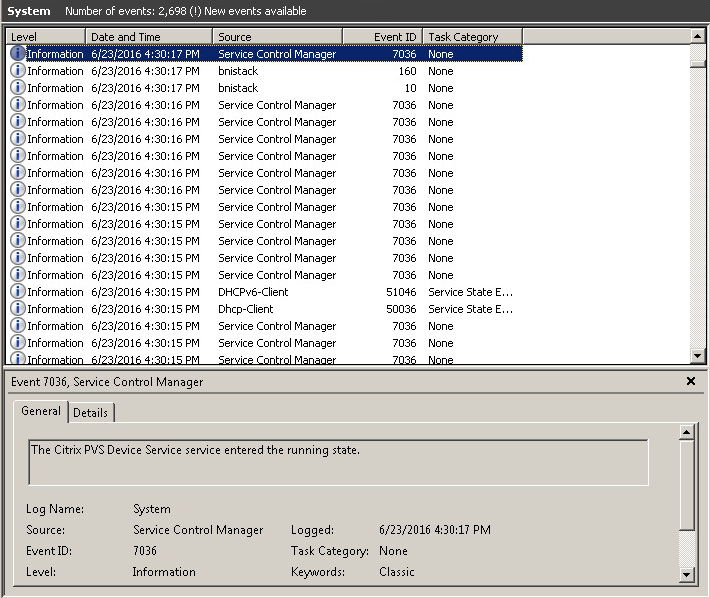 System Number of events: 2,698 (!) New events available
Level Date and Time Source Event ID Task Category
Information 6/23/2016 4:30:17 PM Service Control Manager 7036 None
Information 6/23/2016 4:30:17 PM bnistack 160 None
Information 6/23/2016 4:30:17 PM bnistack 10 None
Information 6/23/2016 4:30:16 PM Service Control Manager 7036 None
Information 6/23/2016 4:30:16 PM Service Control Manager 7036 None
Information 6/23/2016 4:30:16 PM Service Control Manager 7036 None
Information 6/23/2016 4:30:16 PM Service Control Manager 7036 None
Information 6/23/2016 4:30:16 PM Service Control Manager 7036 None
Information 6/23/2016 4:30:16 PM Service Control Manager 7036 None
Information 6/23/2016 4:30:15 PM Service Control Manager 7036 None
Information 6/23/2016 4:30:15 PM Service Control Manager 7036 None
Information 6/23/2016 4:30:15 PM Service Control Manager 7036 None
Information 6/23/2016 4:30:15 PM Service Control Manager 7036 None
Information 6/23/2016 4:30:15 PM Service Control Manager 7036 None
Information 6/23/2016 4:30:15 PM DHCPv6-Client 51046 Service State E...
Information 6/23/2016 4:30:15 PM Dhcp-Client 50036 Service State E...
Information 6/23/2016 4:30:15 PM Service Control Manager 7036 None
Information 6/23/2016 4:30:15 PM Service Control Manager 7036 None
Information 6/23/2016 4:30:15 PM Service Control Manager 7036 None
Event 7036, Service Control Manager
General Details
The Citrix PVS Device Service service entered the running state.
Log Name: System
Source: Service Control Manager Logged: 6/23/2016 4:30:17 PM
Event ID: 7036 Task Category: None
Level: Information Keywords: Classic